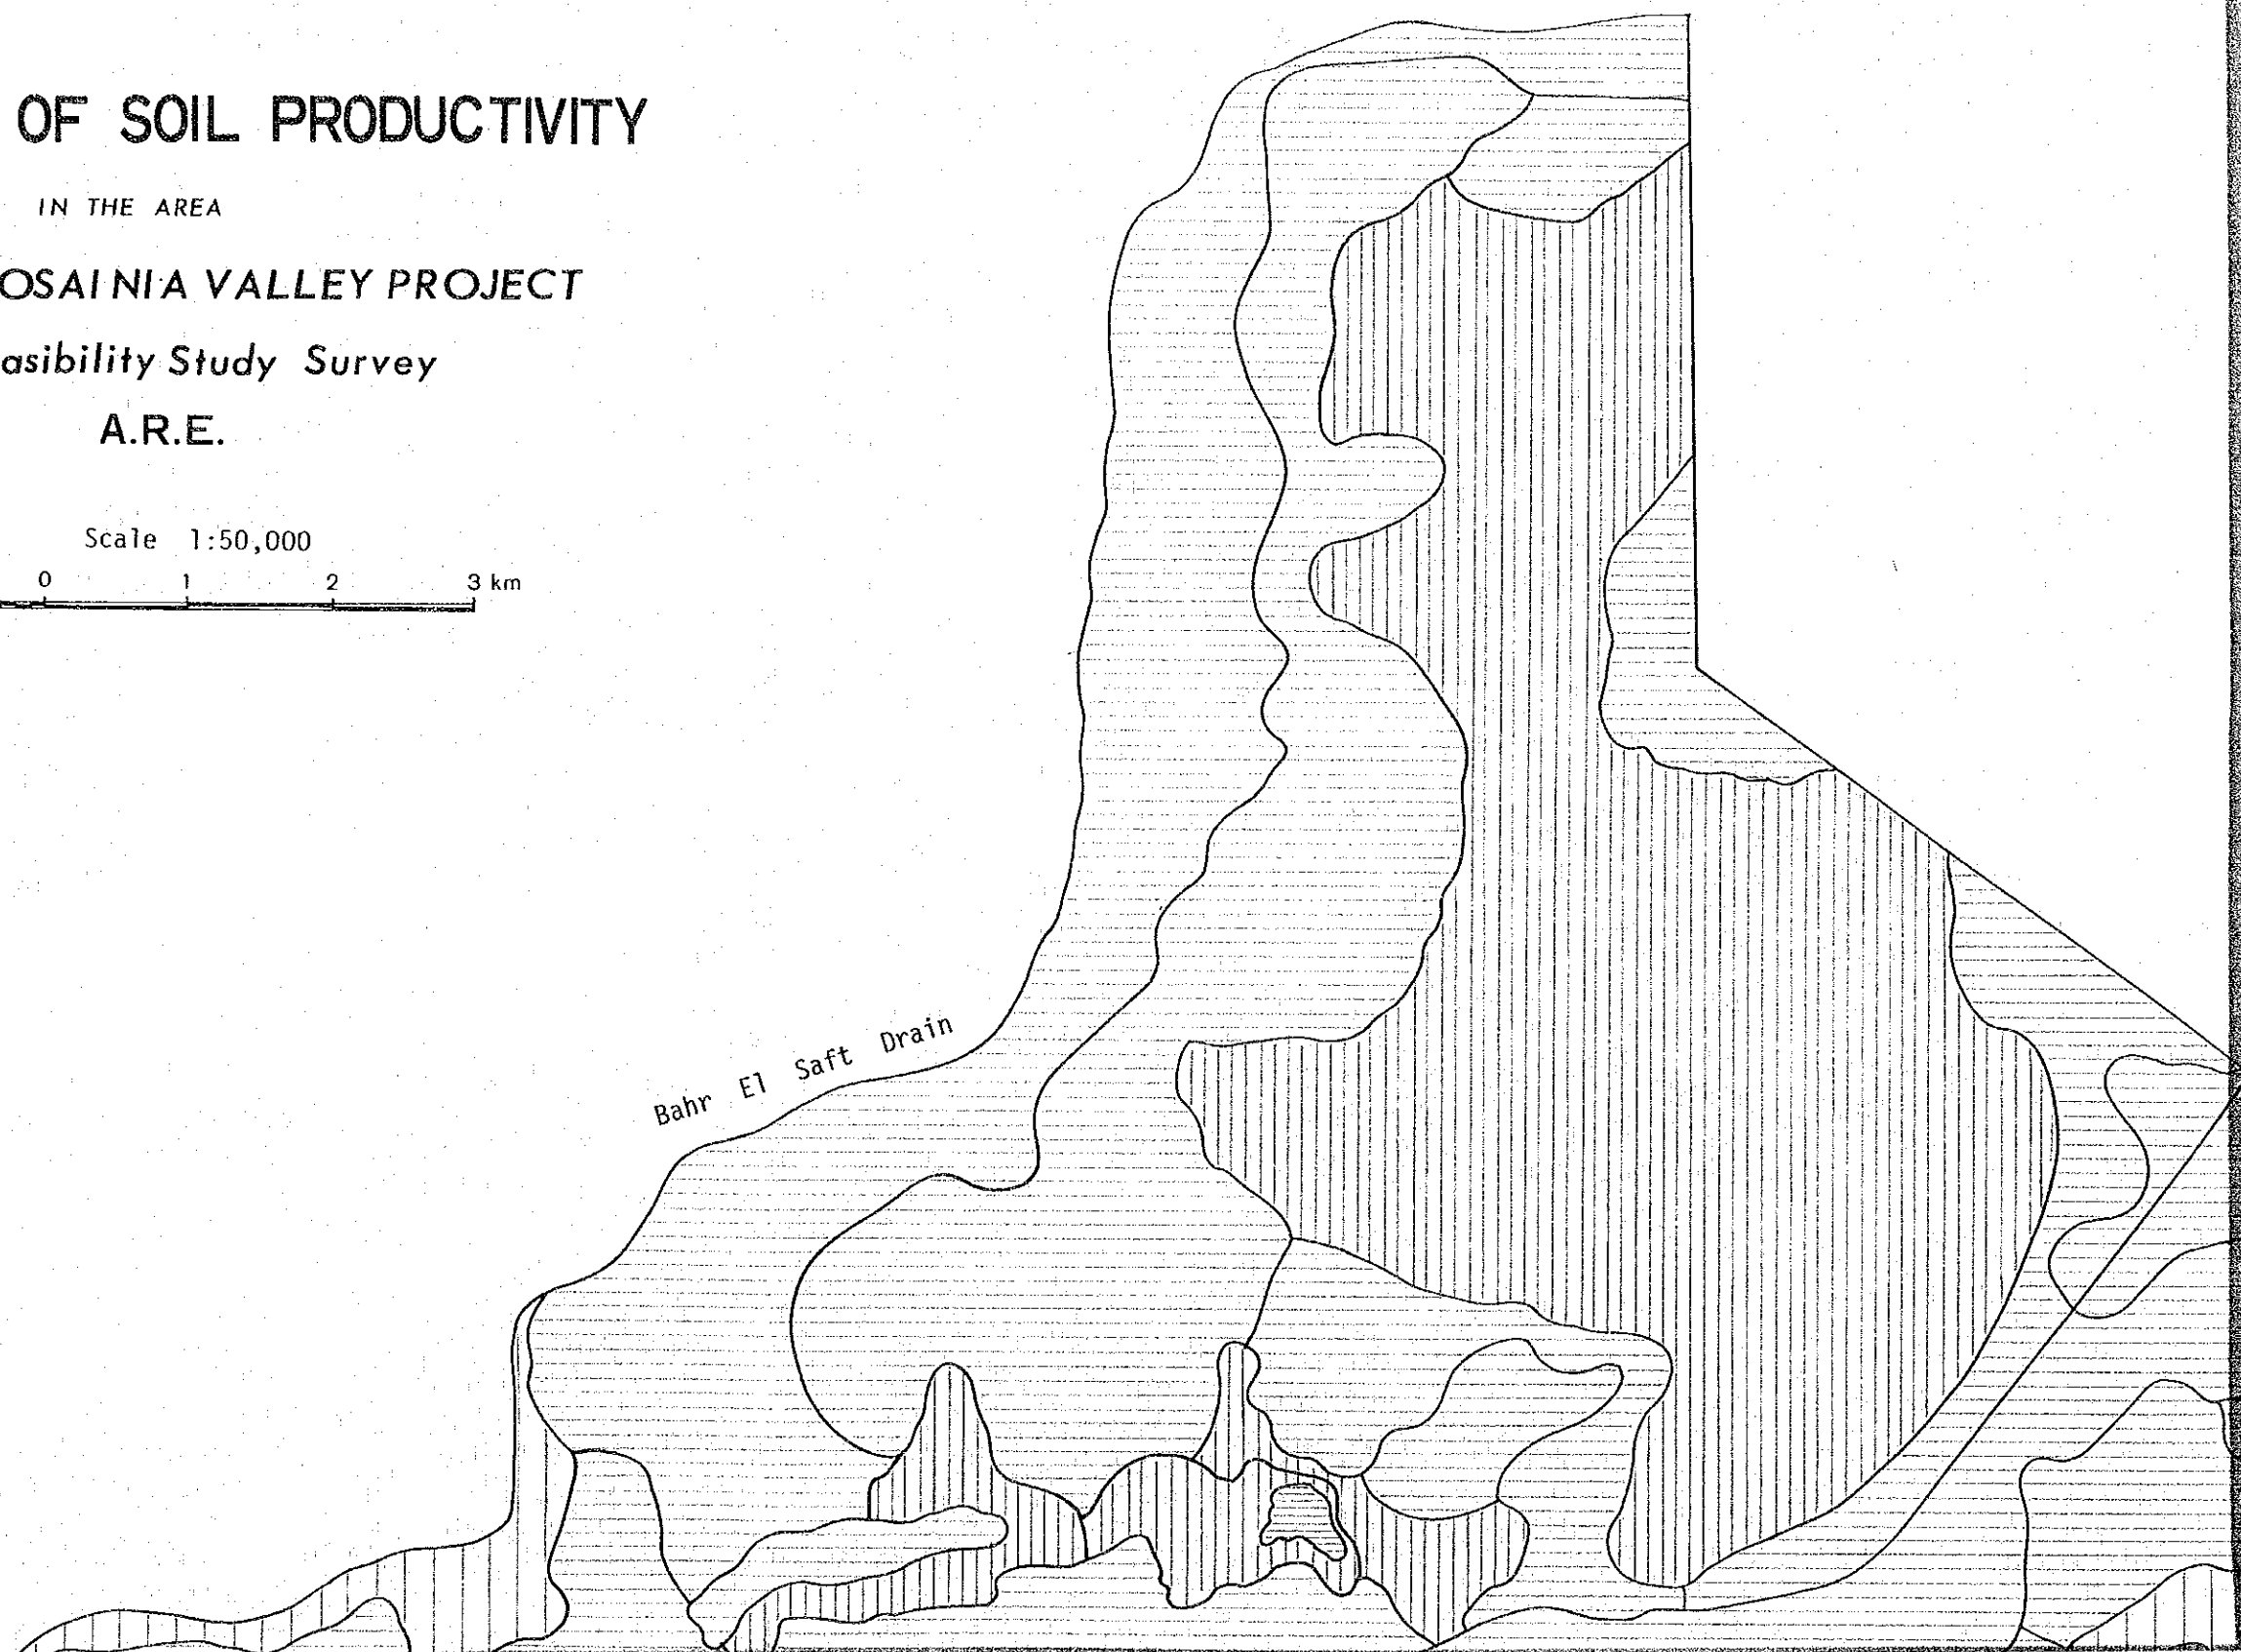 OF SOIL PRODUCTIVITY
IN THE AREA
OSAINIA VALLEY PROJECT
asibility Study Survey
A.R.E.
Scale 1:50,000
0 1 2 3 km
Bahr El Saft Drain